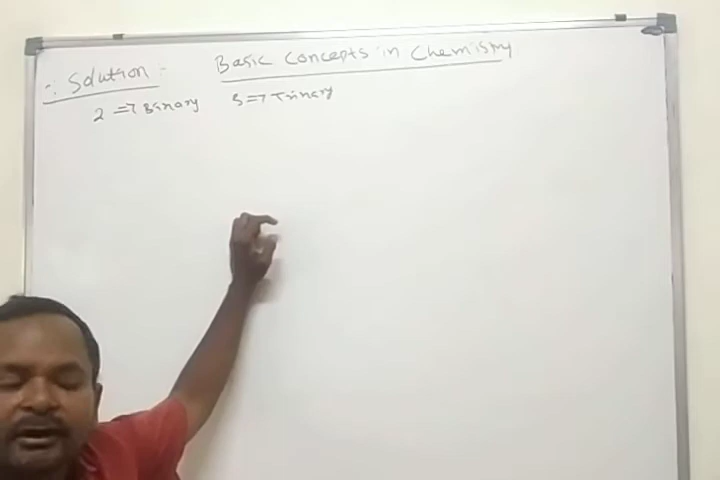 Basic Concepts in Chemistry
:- Solution :-
2 => Binary 3 => Trinary